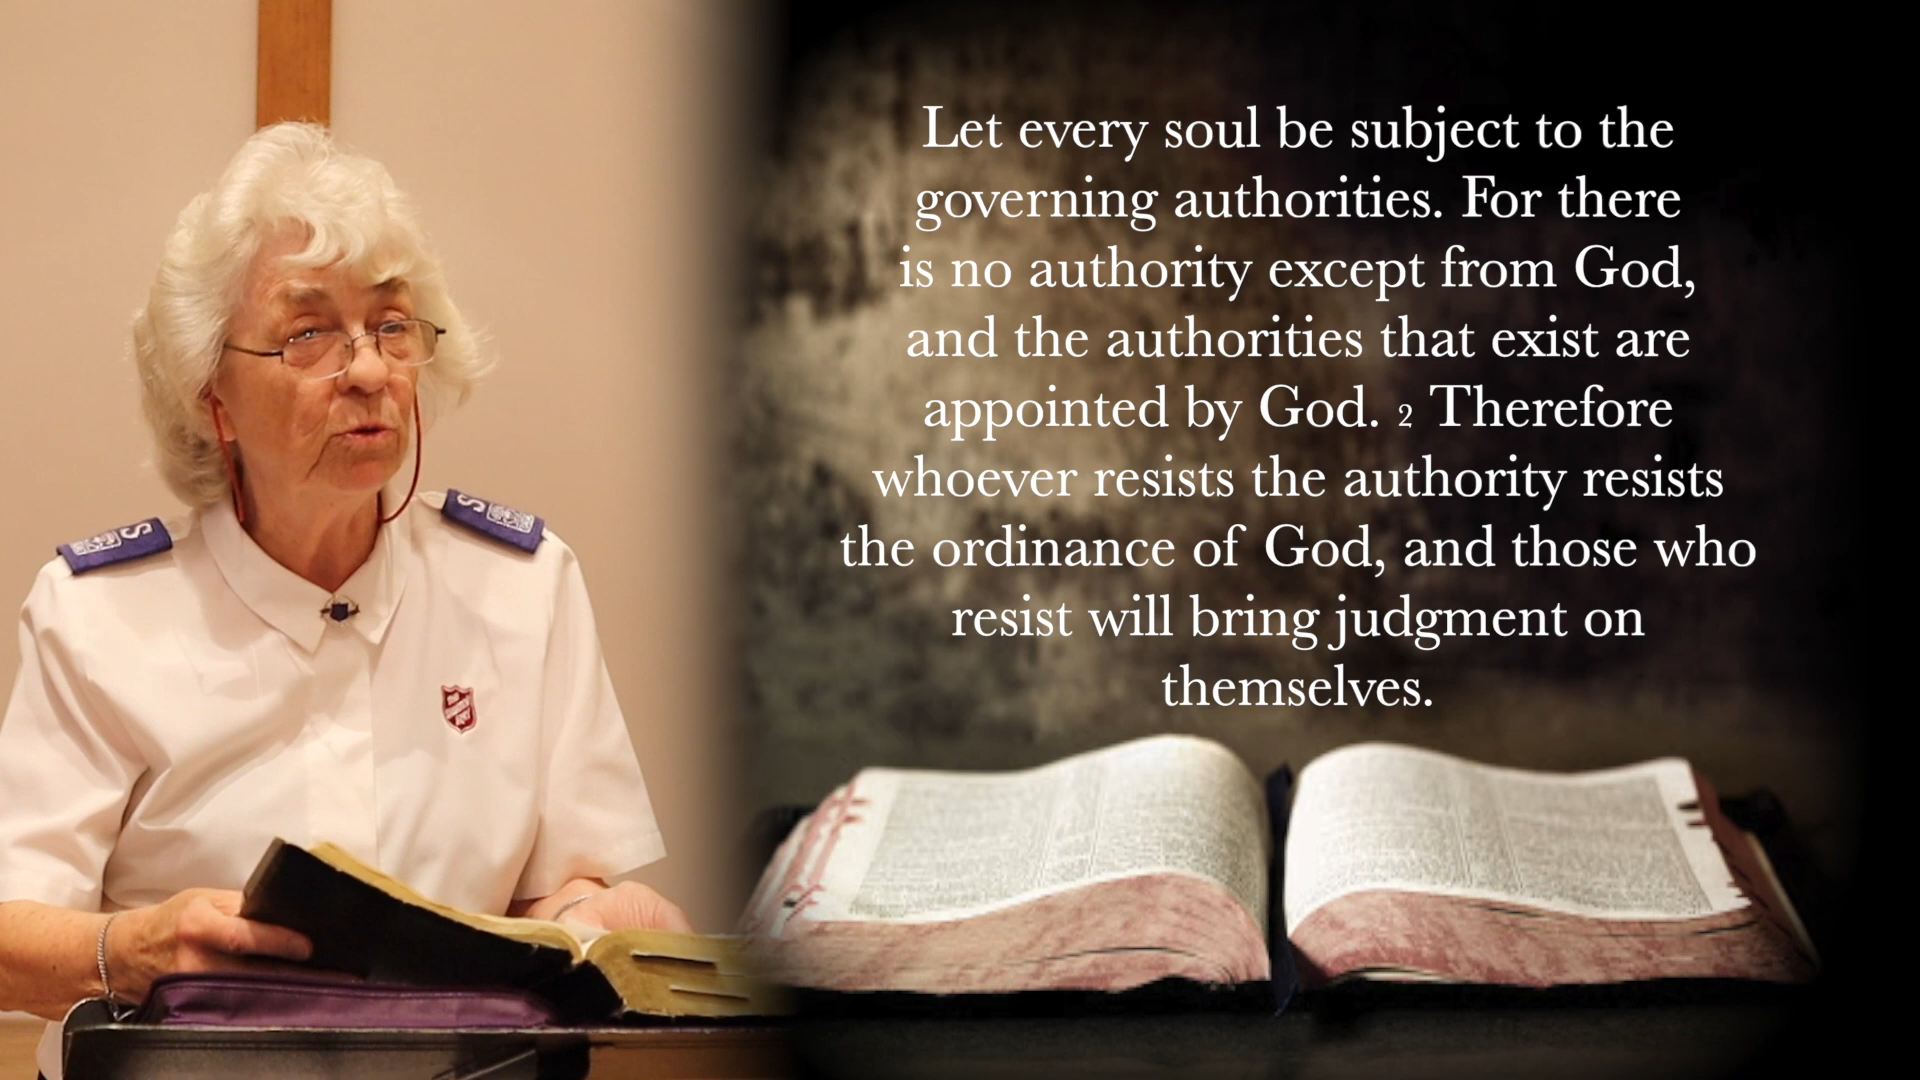 Let every soul be subject to the
governing authorities. For there
is no authority except from God,
and the authorities that exist are
appointed by God. 2 Therefore
whoever resists the authority resists
the ordinance of God, and those who
resist will bring judgment on
themselves.
S
S